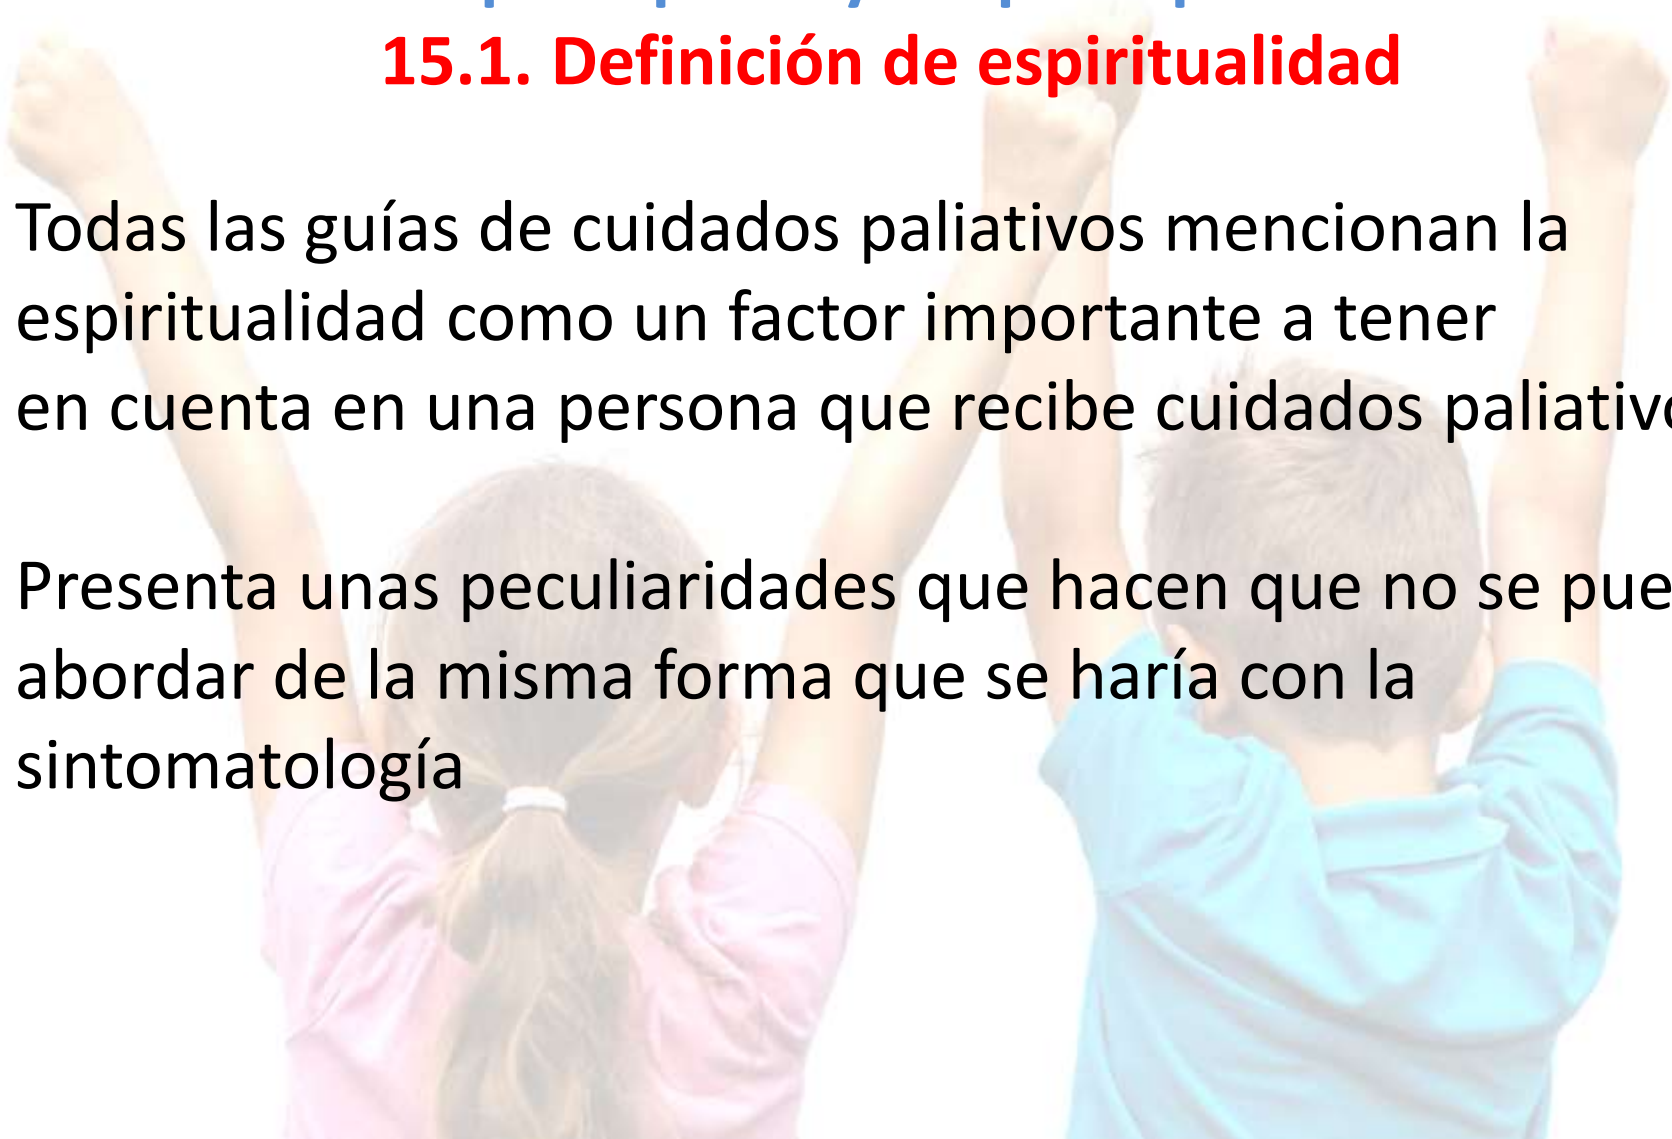 15.1. Definición de espiritualidad
Todas las guías de cuidados paliativos mencionan la
espiritualidad como un factor importante a tener
en cuenta en una persona que recibe cuidados
Presenta unas peculiaridades que hacen que no se
abordar de la misma forma que se haría con la
sintomatología